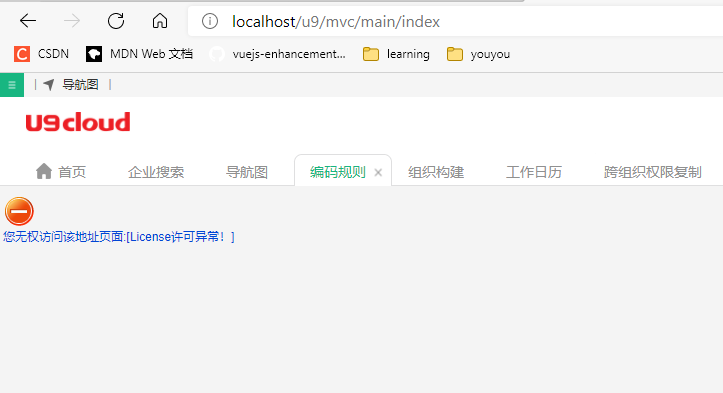 localhost/u9/mvc/main/index
CSDN MDN Web 文档 vuejs-enhancement... learning youyou
导航图
U9cloud
首页 企业搜索 导航图 编码规则 × 组织构建 工作日历 跨组织权限复制
您无权访问该地址页面:[License许可异常！]